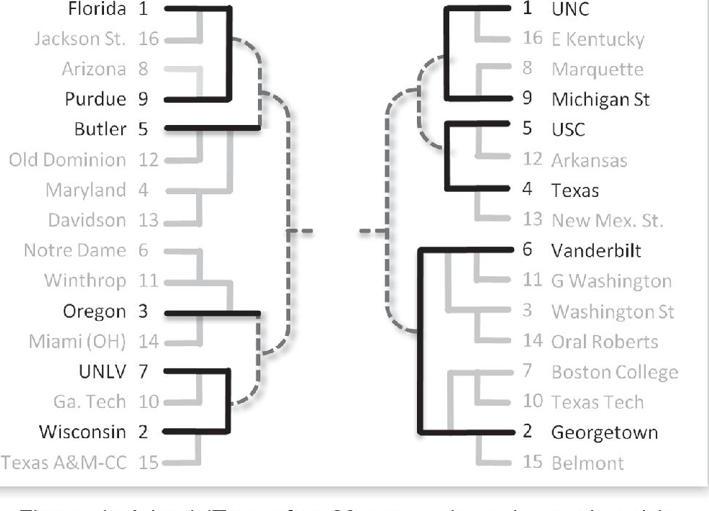 Florida 1
Jackson St. 16
Arizona 8
Purdue 9
Butler 5
Old Dominion 12
Maryland 4
Davidson 13
Notre Dame 6
Winthrop 11
Oregon 3
Miami (OH) 14
UNLV 7
Ga. Tech 10
Wisconsin 2
Texas A&M-CC 15
1 UNC
16 E Kentucky
8 Marquette
9 Michigan St
5 USC
12 Arkansas
4 Texas
13 New Mex. St.
6 Vanderbilt
11 G Washington
3 Washington St
14 Oral Roberts
7 Boston College
10 Texas Tech
2 Georgetown
15 Belmont